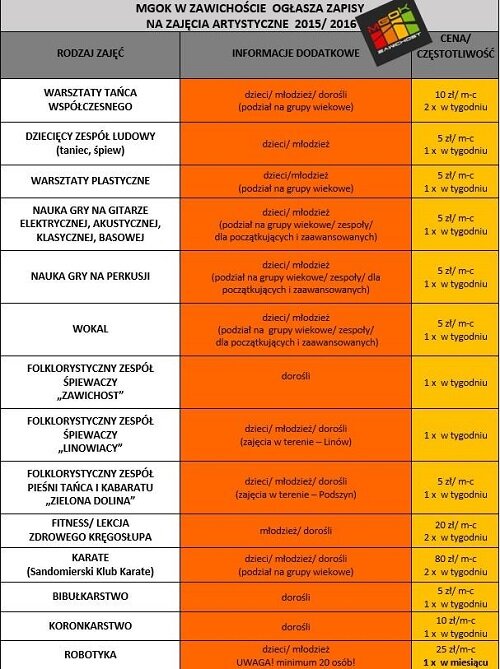 MGOK W ZAWICHOŚCIE OGŁASZA ZAPISY
NA ZAJĘCIA ARTYSTYCZNE 2015/ 2016
MGOK
ZAWICHOST
RODZAJ ZAJĘĆ
INFORMACJE DODATKOWE
CENA/
CZĘSTOTLIWOŚĆ
WARSZTATY TAŃCA
WSPÓŁCZESNEGO
dzieci/ młodzież/ dorośli
(podział na grupy wiekowe)
10 zł/ m-c
2 x w tygodniu
DZIECIĘCY ZESPÓŁ LUDOWY
(taniec, śpiew)
dzieci/ młodzież
5 zł/ m-c
1 x w tygodniu
WARSZTATY PLASTYCZNE
dzieci/młodzież
(podział na grupy wiekowe)
5 zł/ m-c
1 x w tygodniu
NAUKA GRY NA GITARZE
ELEKTRYCZNEJ, AKUSTYCZNEJ,
KLASYCZNEJ, BASOWEJ
dzieci/ młodzież
(podział na grupy wiekowe/ zespoły/
dla początkujących i zaawansowanych)
5 zł/ m-c
1 x w tygodniu
NAUKA GRY NA PERKUSJI
dzieci/ młodzież
(podział na grupy wiekowe/ zespoły/ dla
początkujących i zaawansowanych)
5 zł/ m-c
1 x w tygodniu
WOKAL
dzieci/ młodzież
(podział na grupy wiekowe/ zespoły/
dla początkujących i zaawansowanych)
5 zł/ m-c
1 x w tygodniu
FOLKLORYSTYCZNY ZESPÓŁ
ŚPIEWACZY
„ZAWICHOST”
dorośli
1 x w tygodniu
FOLKLORYSTYCZNY ZESPÓŁ
ŚPIEWACZY
„LINOWIACY”
dzieci/ młodzież/ dorośli
(zajęcia w terenie – Linów)
1 x w tygodniu
FOLKLORYSTYCZNY ZESPÓŁ
PIEŚNI TAŃCA I KABARATU
„ZIELONA DOLINA”
dzieci/ młodzież/ dorośli
(zajęcia w terenie – Podszyn)
5 zł/ m-c
1 x w tygodniu
FITNESS/ LEKCJA
ZDROWEGO KRĘGOSŁUPA
młodzież/ dorośli
20 zł/ m-c
2 x w tygodniu
KARATE
(Sandomierski Klub Karate)
dzieci/ młodzież/ dorośli
(podział na grupy wiekowe)
80 zł/ m-c
2 x w tygodniu
BIBUŁKARSTWO
dorośli
5 zł/ m-c
1 x w tygodniu
KORONKARSTWO
dorośli
10 zł/m-c
1 x w tygodniu
ROBOTYKA
dzieci/ młodzież
UWAGA! minimum 20 osób!
25 zł/m-c
1 x w miesiącu